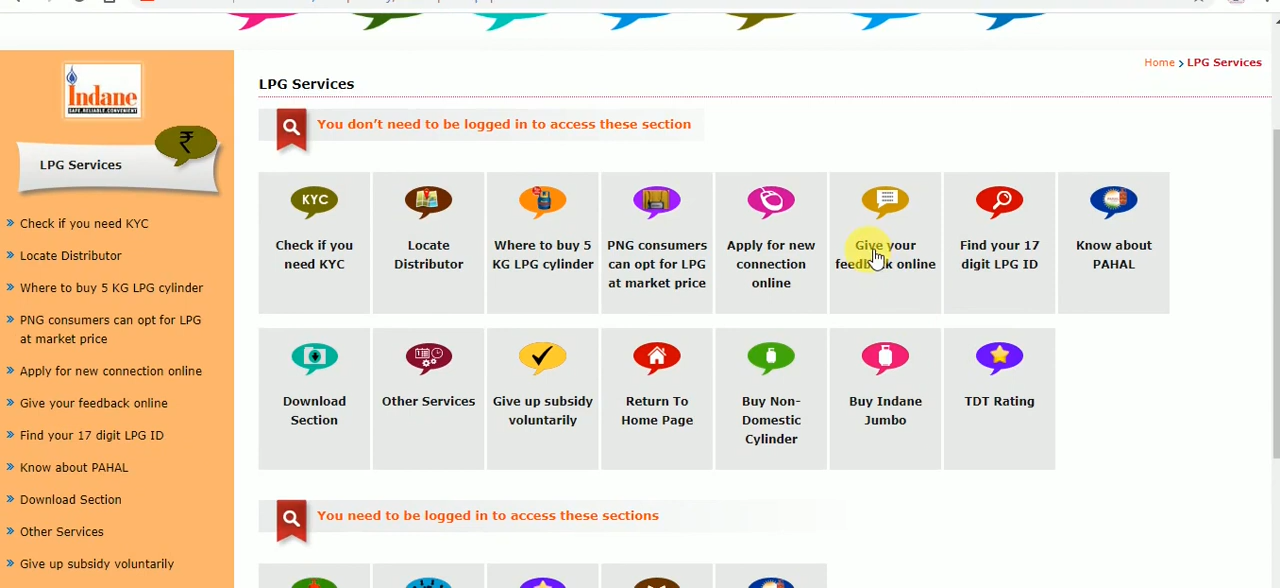 Home > LPG Services
Indane
SAFE. RELIABLE. CONVENIENT
LPG Services
₹
Check if you need KYC
Locate Distributor
Where to buy 5 KG LPG cylinder
PNG consumers can opt for LPG
at market price
Apply for new connection online
Give your feedback online
Find your 17 digit LPG ID
Know about PAHAL
Download Section
Other Services
Give up subsidy voluntarily
LPG Services
You don't need to be logged in to access these section
KYC
Check if you
need KYC
Locate
Distributor
Where to buy 5
KG LPG cylinder
PNG consumers
can opt for LPG
at market price
Apply for new
connection
online
Give your
feedback online
Find your 17
digit LPG ID
Know about
PAHAL
Download
Section
Other Services
Give up subsidy
voluntarily
Return To
Home Page
Buy Non-
Domestic
Cylinder
Buy Indane
Jumbo
TDT Rating
You need to be logged in to access these sections